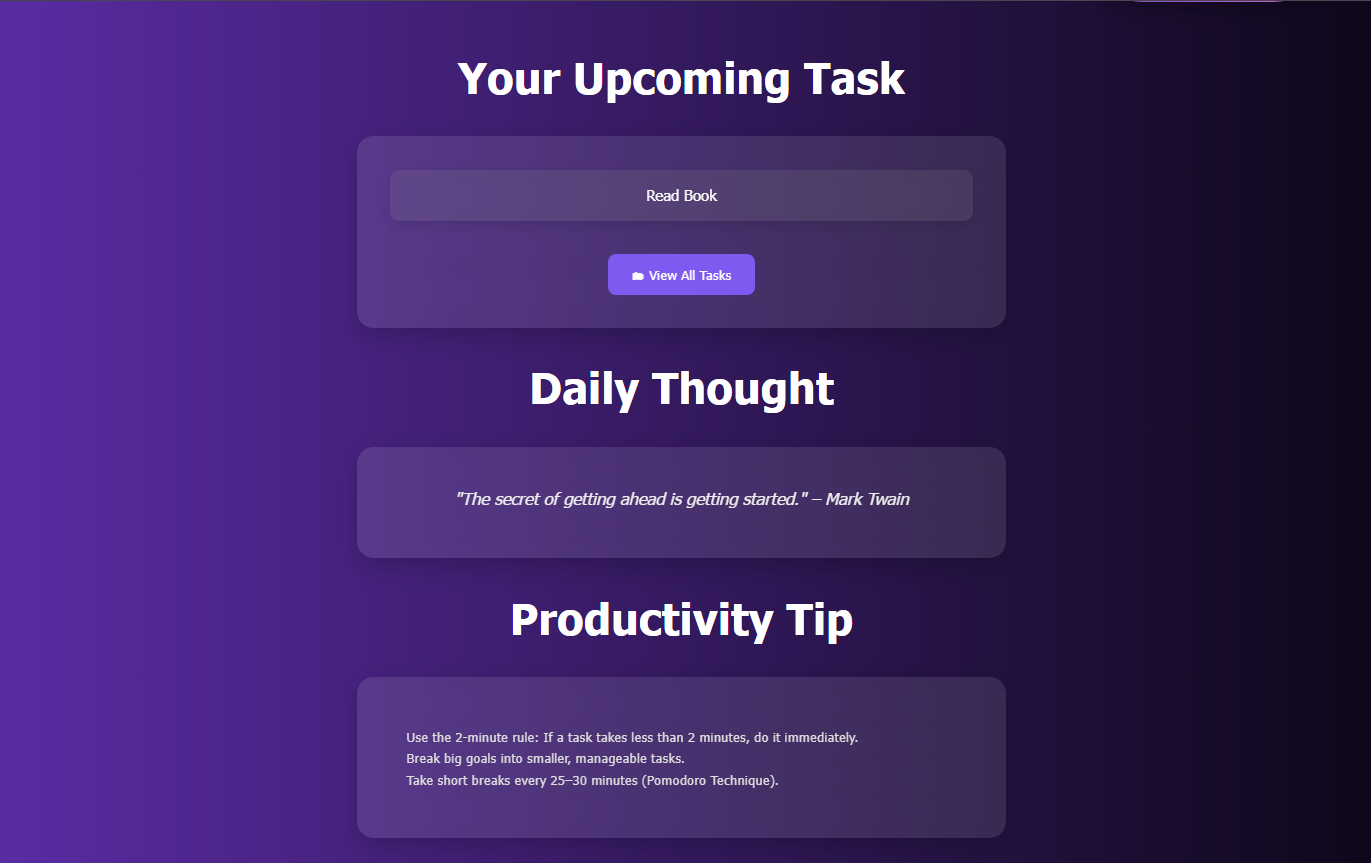 Your Upcoming Task
Read Book
View All Tasks
Daily Thought
"The secret of getting ahead is getting started." – Mark Twain
Productivity Tip
Use the 2-minute rule: If a task takes less than 2 minutes, do it immediately.
Break big goals into smaller, manageable tasks.
Take short breaks every 25–30 minutes (Pomodoro Technique).